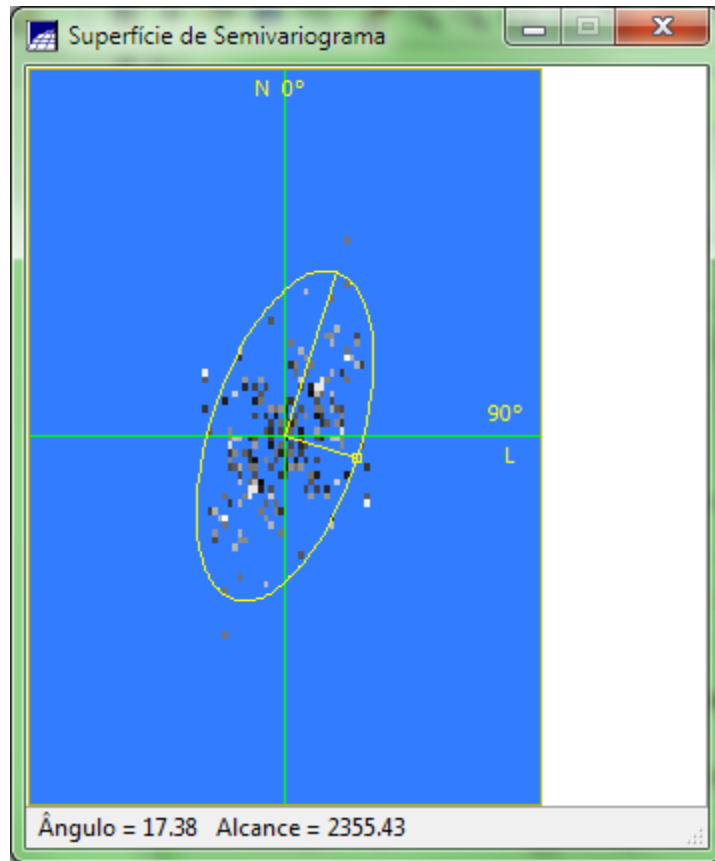 Superfície de Semivariograma
N 0°
90°
L
Ângulo = 17.38 Alcance = 2355.43